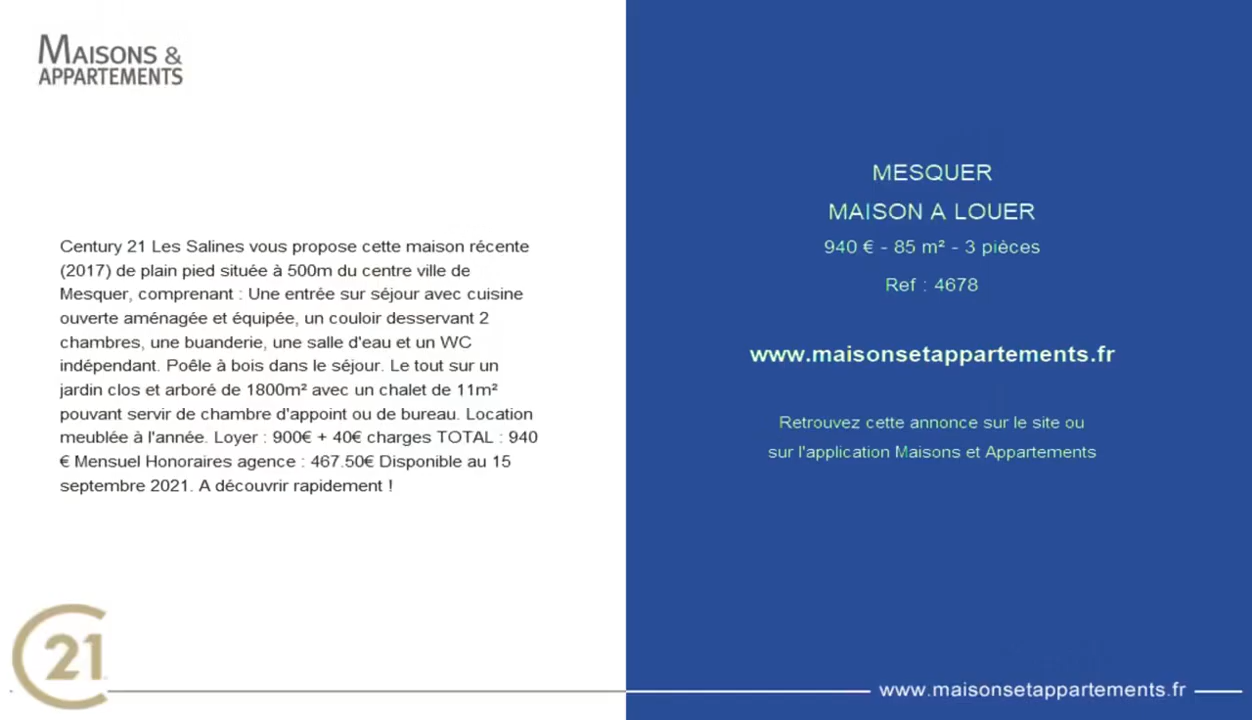 MAISONS &
APPARTEMENTS
Century 21 Les Salines vous propose cette maison récente
(2017) de plain pied située à 500m du centre ville de
Mesquer, comprenant : Une entrée sur séjour avec cuisine
ouverte aménagée et équipée, un couloir desservant 2
chambres, une buanderie, une salle d'eau et un WC
indépendant. Poêle à bois dans le séjour. Le tout sur un
jardin clos et arboré de 1800m² avec un chalet de 11m²
pouvant servir de chambre d'appoint ou de bureau. Location
meublée à l'année. Loyer : 900€ + 40€ charges TOTAL : 940
€ Mensuel Honoraires agence : 467.50€ Disponible au 15
septembre 2021. A découvrir rapidement !
C21
MESQUER
MAISON A LOUER
940 € - 85 m² - 3 pièces
Ref : 4678
www.maisonsetappartements.fr
Retrouvez cette annonce sur le site ou
sur l'application Maisons et Appartements
www.maisonsetappartements.fr